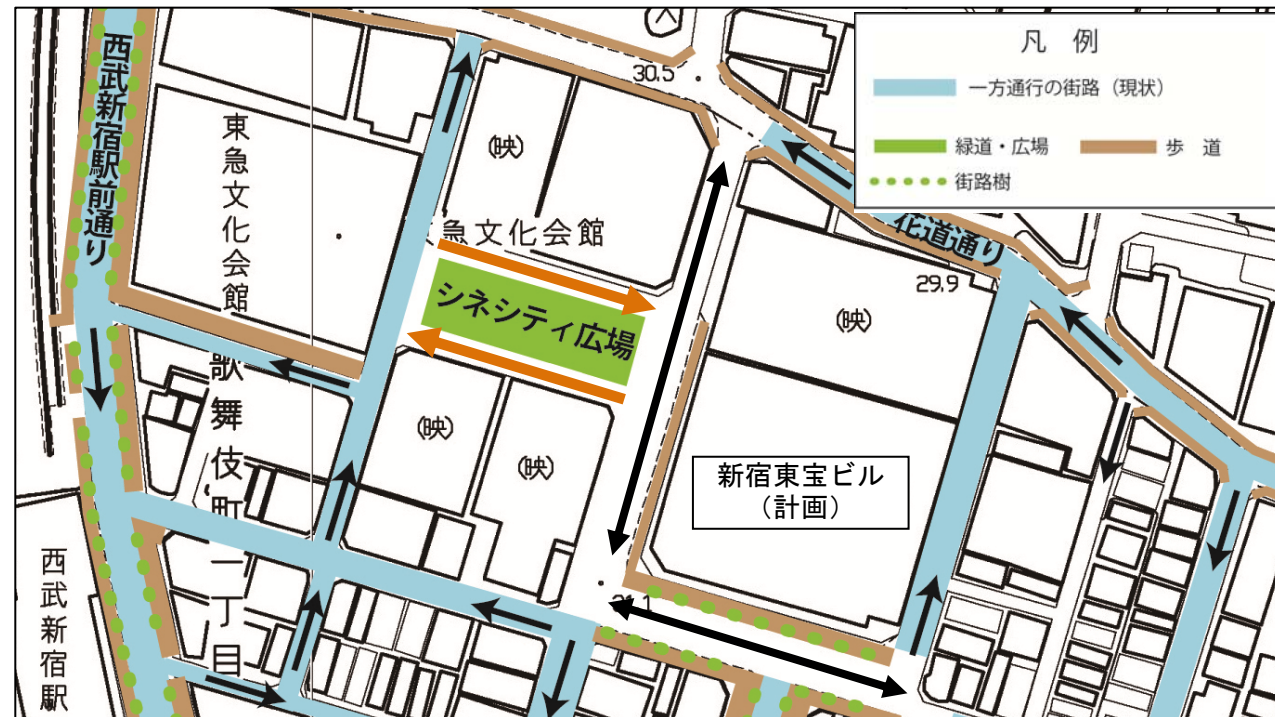 凡 例
一方通行の街路（現状）
緑道・広場
歩 道
街路樹
西武新宿駅前通り
東急文化会館
30.5
(映)
急文化会館
シネシティ広場
花道通り
29.9
(映)
(映)
(映)
新宿東宝ビル
（計画）
歌舞伎町一丁目
西武新宿駅